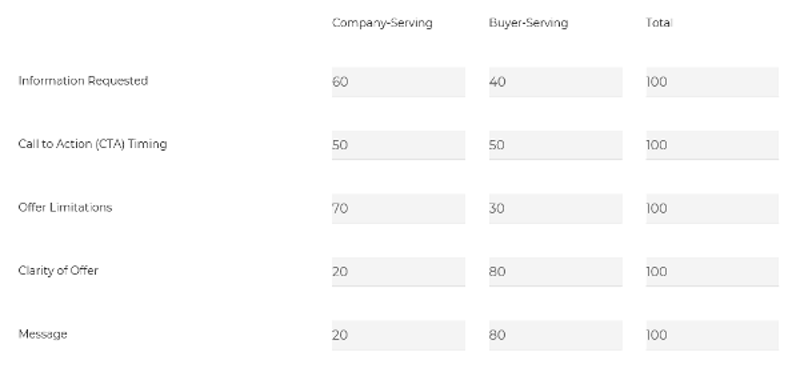 Company-Serving Buyer-Serving Total
Information Requested 60 40 100
Call to Action (CTA) Timing 50 50 100
Offer Limitations 70 30 100
Clarity of Offer 20 80 100
Message 20 80 100